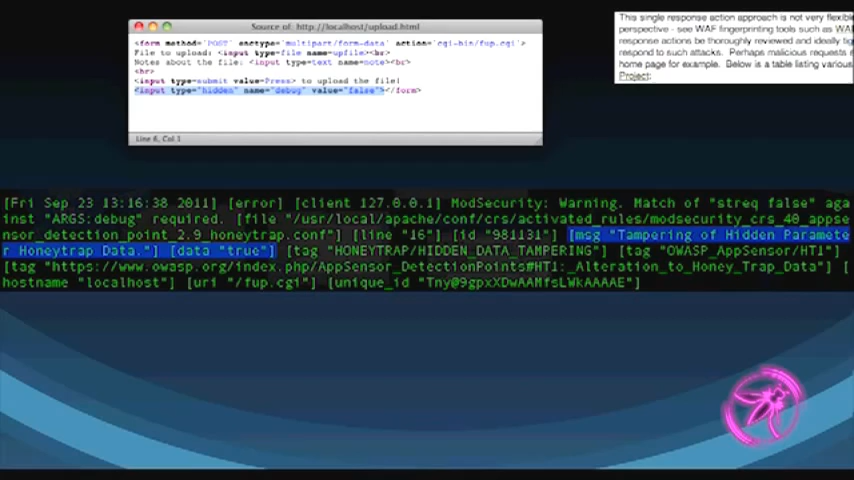 Source of: http://localhost/upload.html
<form method='POST' enctype='multipart/form-data' action='cgi-bin/fup.cgi'>
File to upload: <input type=file name=upfile><br>
Notes about the file: <input type=text name=note><br>
<br>
<input type=submit value=Press> to upload the file!
<input type="hidden" name="debug" value="false"></form>
Line 6, Col 1
This single response action approach is not very flexible
perspective - see WAF fingerprinting tools such as WAF
response actions be thoroughly reviewed and ideally tig
respond to such attacks. Perhaps malicious requests
home page for example. Below is a table listing various
Project:
[Fri Sep 23 13:16:38 2011] [error] [client 127.0.0.1] ModSecurity: Warning. Match of "streq false" aga
inst "ARGS:debug" required. [file "/usr/local/apache/conf/crs/activated_rules/modsecurity_crs_40_appse
nsor_detection_point_2.9_honeytrap.conf"] [line "16"] [id "981131"] [msg "Tampering of Hidden Paramete
r Honeytrap Data."] [data "true"] [tag "HONEYTRAP/HIDDEN_DATA_TAMPERING"] [tag "OWASP_AppSensor/HT1"]
[tag "https://www.owasp.org/index.php/AppSensor_DetectionPoints#HT1:_Alteration_to_Honey_Trap_Data"] [
hostname "localhost"] [uri "/fup.cgi"] [unique_id "Tny@9gpxXDwAAMfsLWkAAAAE"]